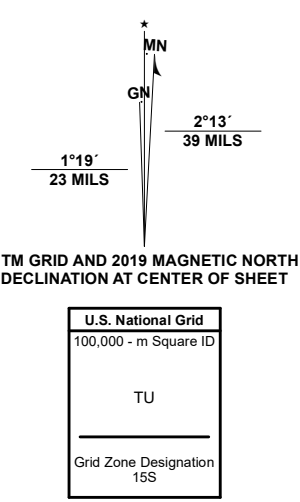 ★
MN
GN
2°13´
39 MILS
1°19´
23 MILS
TM GRID AND 2019 MAGNETIC NORTH
DECLINATION AT CENTER OF SHEET
U.S. National Grid
100,000 - m Square ID
TU
Grid Zone Designation
15S